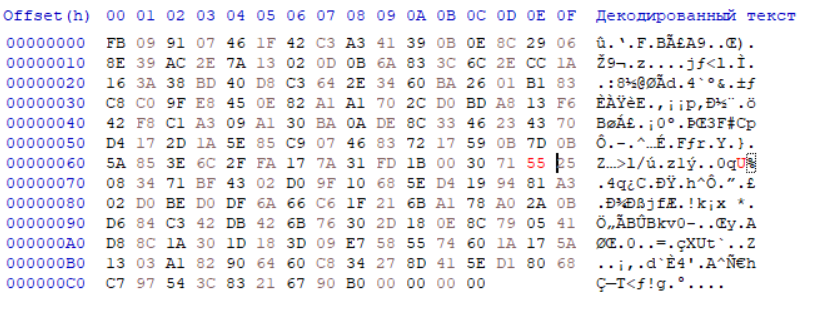 Offset(h) 00 01 02 03 04 05 06 07 08 09 0A 0B 0C 0D 0E 0F Декодированный текст
00000000 FB 09 91 07 46 1F 42 C3 A3 41 39 0B 0E 8C 29 06 û.‘.F.BÃ£A9..Œ).
00000010 8E 39 AC 2E 7A 13 02 0D 0B 6A 83 3C 6C 2E CC 1A Ž9¬.z....jƒ<l.Ì.
00000020 16 3A 38 BD 40 D8 C3 64 2E 34 60 BA 26 01 B1 83 .:8½@ØÃd.4`º&.±ƒ
00000030 C8 C0 9F E8 45 0E 82 A1 A1 70 2C D0 BD A8 13 F6 ÈÀŸèE.‚¡¡p,Ð½¨.ö
00000040 42 F8 C1 A3 09 A1 30 BA 0A DE 8C 33 46 23 43 70 BøÁ£.¡0º.ÞŒ3F#Cp
00000050 D4 17 2D 1A 5E 85 C9 07 46 83 72 17 59 0B 7D 0B Ô.-.^…É.Fƒr.Y.}.
00000060 5A 85 3E 6C 2F FA 17 7A 31 FD 1B 00 30 71 55 25 Z…>l/ú.z1ý..0qU%
00000070 08 34 71 BF 43 02 D0 9F 10 68 5E D4 19 94 81 A3 .4q¿C.ÐŸ.h^Ô.”.£
00000080 02 D0 BE D0 DF 6A 66 C6 1F 21 6B A1 78 A0 2A 0B .Ð¾ÐßjfÆ.!k¡x *.
00000090 D6 84 C3 42 DB 42 6B 76 30 2D 18 0E 8C 79 05 41 Ö„ÃBÛBkv0-..Œy.A
000000A0 D8 8C 1A 30 1D 18 3D 09 E7 58 55 74 60 1A 17 5A ØŒ.0..=.çXUt`..Z
000000B0 13 03 A1 82 90 64 60 C8 34 27 8D 41 5E D1 80 68 ..¡‚.d`È4'.A^Ñ€h
000000C0 C7 97 54 3C 83 21 67 90 B0 00 00 00 00 Ç—T<ƒ!g.°....